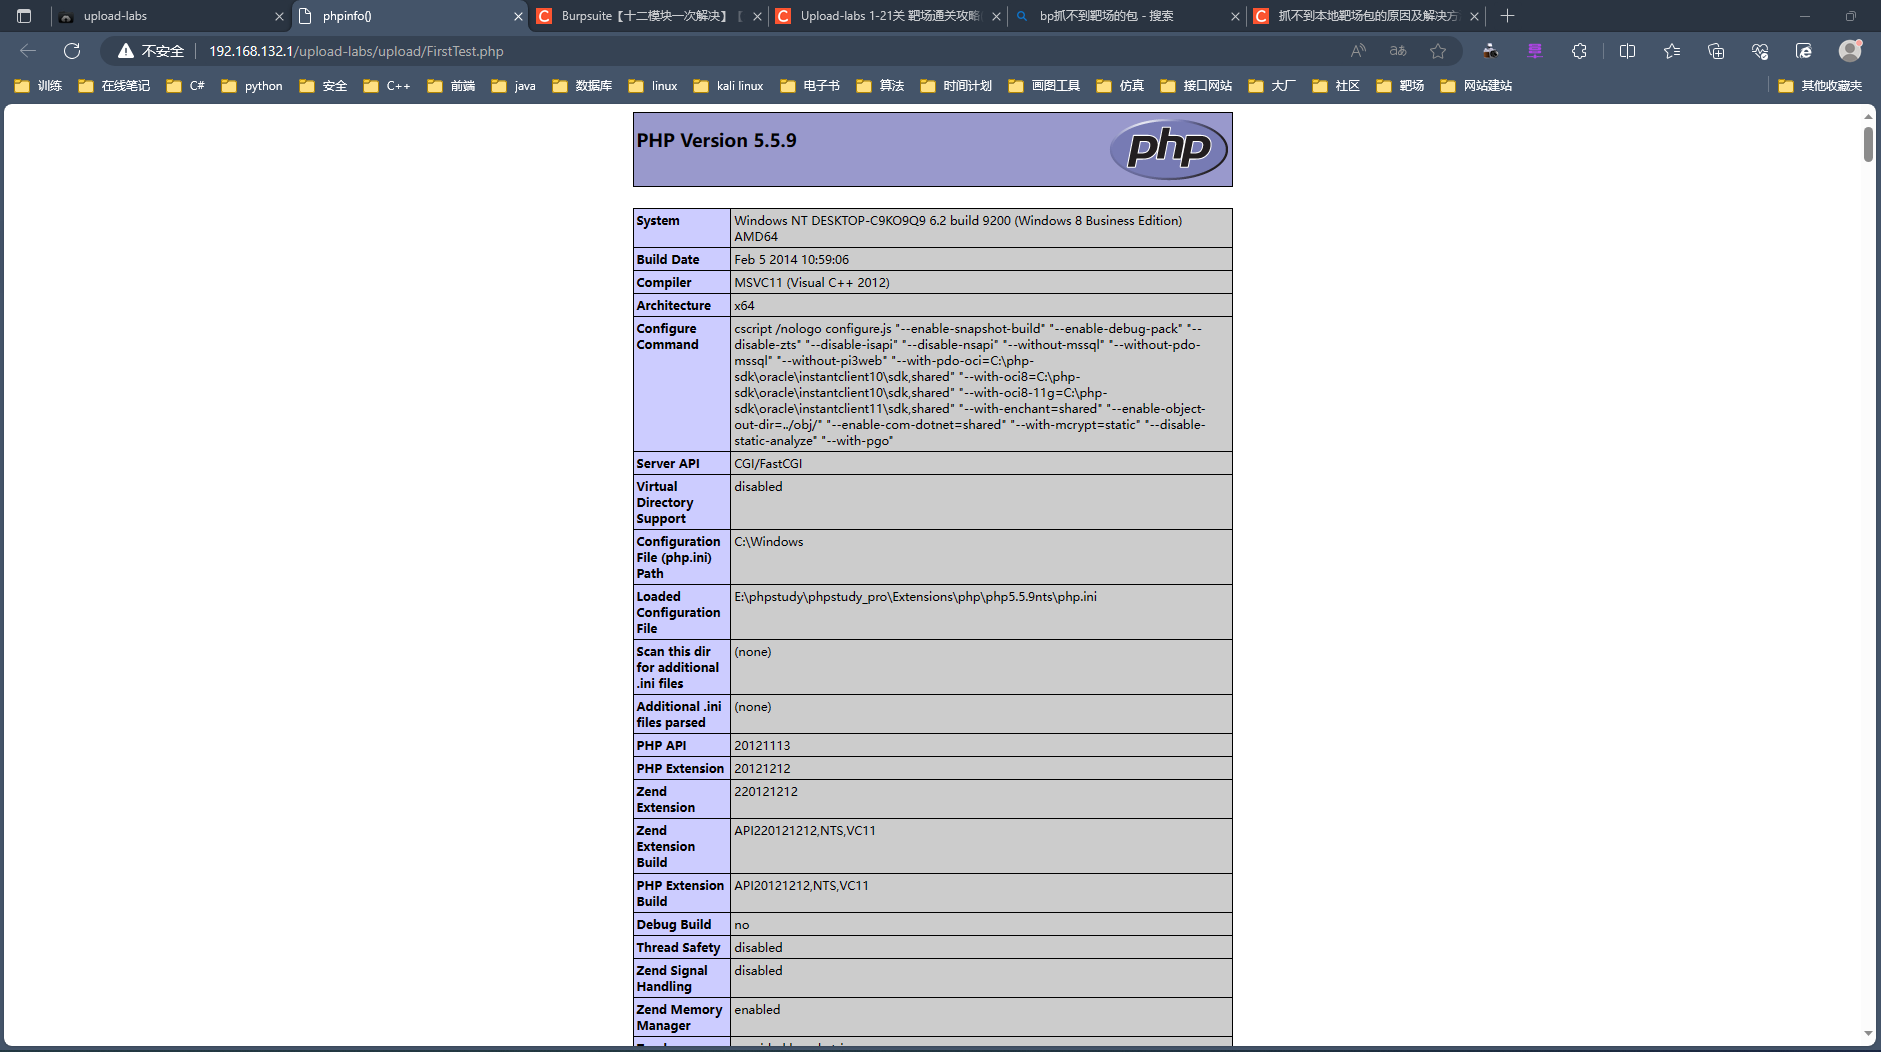 upload-labs
phpinfo()
Burpsuite【十二模块一次解决】
Upload-labs 1-21关 靶场通关攻略
bp抓不到靶场的包 - 搜索
抓不到本地靶场包的原因及解决方
不安全
192.168.132.1/upload-labs/upload/FirstTest.php
训练
在线笔记
C#
python
安全
C++
前端
java
数据库
linux
kali linux
电子书
算法
时间计划
画图工具
仿真
接口网站
大厂
社区
靶场
网站建站
其他收藏夹
PHP Version 5.5.9
php
System
Windows NT DESKTOP-C9KO9Q9 6.2 build 9200 (Windows 8 Business Edition)
AMD64
Build Date
Feb 5 2014 10:59:06
Compiler
MSVC11 (Visual C++ 2012)
Architecture
x64
Configure
Command
cscript /nologo configure.js "--enable-snapshot-build" "--enable-debug-pack" "--
disable-zts" "--disable-isapi" "--disable-nsapi" "--without-mssql" "--without-pdo-
mssql" "--without-pi3web" "--with-pdo-oci=C:\php-
sdk\oracle\instantclient10\sdk,shared" "--with-oci8=C:\php-
sdk\oracle\instantclient10\sdk,shared" "--with-oci8-11g=C:\php-
sdk\oracle\instantclient11\sdk,shared" "--with-enchant=shared" "--enable-object-
out-dir=../obj/" "--enable-com-dotnet=shared" "--with-mcrypt=static" "--disable-
static-analyze" "--with-pgo"
Server API
CGI/FastCGI
Virtual
Directory
Support
disabled
Configuration
File (php.ini)
Path
C:\Windows
Loaded
Configuration
File
E:\phpstudy\phpstudy_pro\Extensions\php\php5.5.9nts\php.ini
Scan this dir
for additional
.ini files
(none)
Additional .ini
files parsed
(none)
PHP API
20121113
PHP Extension
20121212
Zend
Extension
220121212
Zend
Extension
Build
API220121212,NTS,VC11
PHP Extension
Build
API20121212,NTS,VC11
Debug Build
no
Thread Safety
disabled
Zend Signal
Handling
disabled
Zend Memory
Manager
enabled